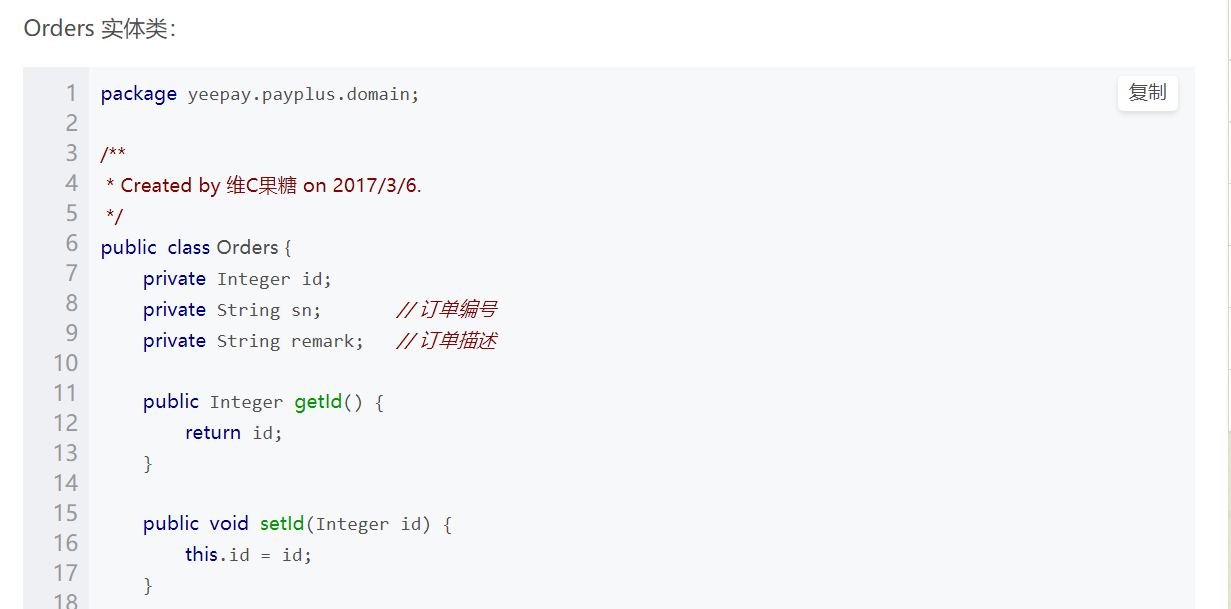 Orders 实体类：
复制
1 package yeepay.payplus.domain;
2
3 /**
4 * Created by 维C果糖 on 2017/3/6.
5 */
6 public class Orders {
7 private Integer id;
8 private String sn; //订单编号
9 private String remark; //订单描述
10
11 public Integer getId() {
12 return id;
13 }
14
15 public void setId(Integer id) {
16 this.id = id;
17 }
18